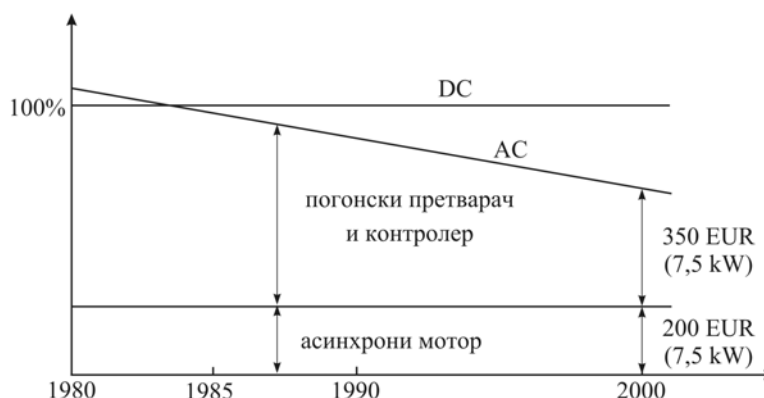 DC
100%
AC
погонски претварач
и контролер
350 EUR
(7,5 kW)
асинхрони мотор
200 EUR
(7,5 kW)
1980
1985
1990
2000